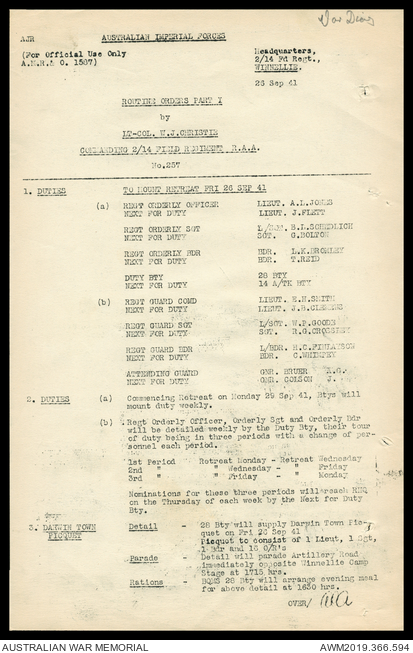 War Diary
AJR AUSTRALIAN IMPERIAL FORCES
(For Official Use Only Headquarters,
A.M.R.& O. 1587) 2/14 Fd Regt.,
WINNELLIE.
26 Sep 41
ROUTINE ORDERS PART I
by
LT-COL. W.J.CHRISTIE
COMMANDING 2/14 FIELD REGIMENT R.A.A.
No.257
1. DUTIES TO MOUNT RETREAT FRI 26 SEP 41
(a) REGT ORDERLY OFFICER LIEUT. A.L.JONES
NEXT FOR DUTY LIEUT. J.FLETT
REGT ORDERLY SGT B.L.SCHEDLICH
NEXT FOR DUTY SGT. G.BOLTON
REGT ORDERLY BDR BDR. L.K.BROMLEY
NEXT FOR DUTY BDR. T.REID
DUTY BTY 28 BTY
NEXT FOR DUTY 14 A/TK BTY
(b) REGT GUARD COMD LIEUT. E.H.SMITH
NEXT FOR DUTY LIEUT. J.B.CLEMENS
REGT GUARD SGT L/SGT. W.P.GOODE
NEXT FOR DUTY SGT. R.G.CROSSLEY
REGT GUARD BDR L/BDR. H.C.FINLAYSON
NEXT FOR DUTY BDR. C.WHIMPEY
ATTENDING GUARD GNR. BRUER A.G.
NEXT FOR DUTY GNR. COLSON J.
2. DUTIES (a) Commencing Retreat on Monday 29 Sep 41, Btys will
mount duty weekly.
(b) Regt Orderly Officer, Orderly Sgt and Orderly Bdr
will be detailed weekly by the Duty Bty, their tour
of duty being in three periods with a change of per-
sonnel each period.
1st Period Retreat Monday - Retreat Wednesday
2nd " " Wednesday - " Friday
3rd " " Friday - " Monday
Nominations for these three periods will reach RHQ
on the Thursday of each week by the Next for Duty
Bty.
3. DARWIN TOWN Detail - 28 Bty will supply Darwin Town Pic-
PICQUET quet on Fri 26 Sep 41
Picquet to consist of 1 Lieut, 1 Sgt,
1 Bdr and 18 O/R's
Parade - Detail will parade Artillery Road
immediately opposite Winnellie Camp
Stage at 1715 hrs.
Rations - BQMS 28 Bty will arrange evening meal
for above detail at 1630 hrs.
OVER/
AUSTRALIAN WAR MEMORIAL AWM2019.366.594